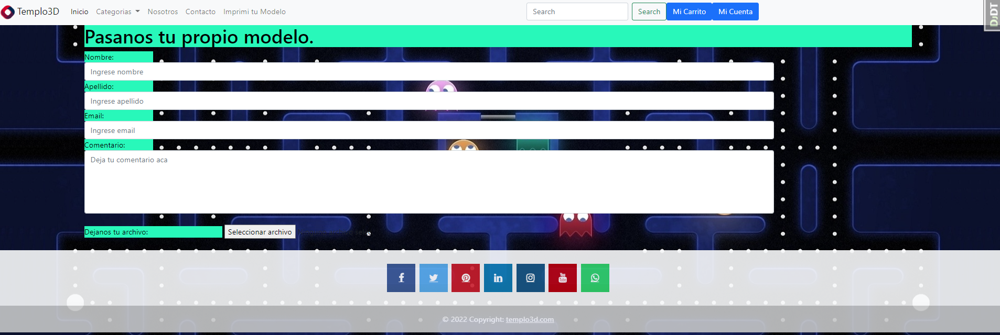 Templo3D Inicio Categorias Nosotros Contacto Imprimi tu Modelo Search Search Mi Carrito Mi Cuenta
DJDT
Pasanos tu propio modelo.
Nombre:
Ingrese nombre
Apellido:
Ingrese apellido
Email:
Ingrese email
Comentario:
Deja tu comentario aca
Dejanos tu archivo: Seleccionar archivo
You
Tube
© 2022 Copyright: templo3d.com